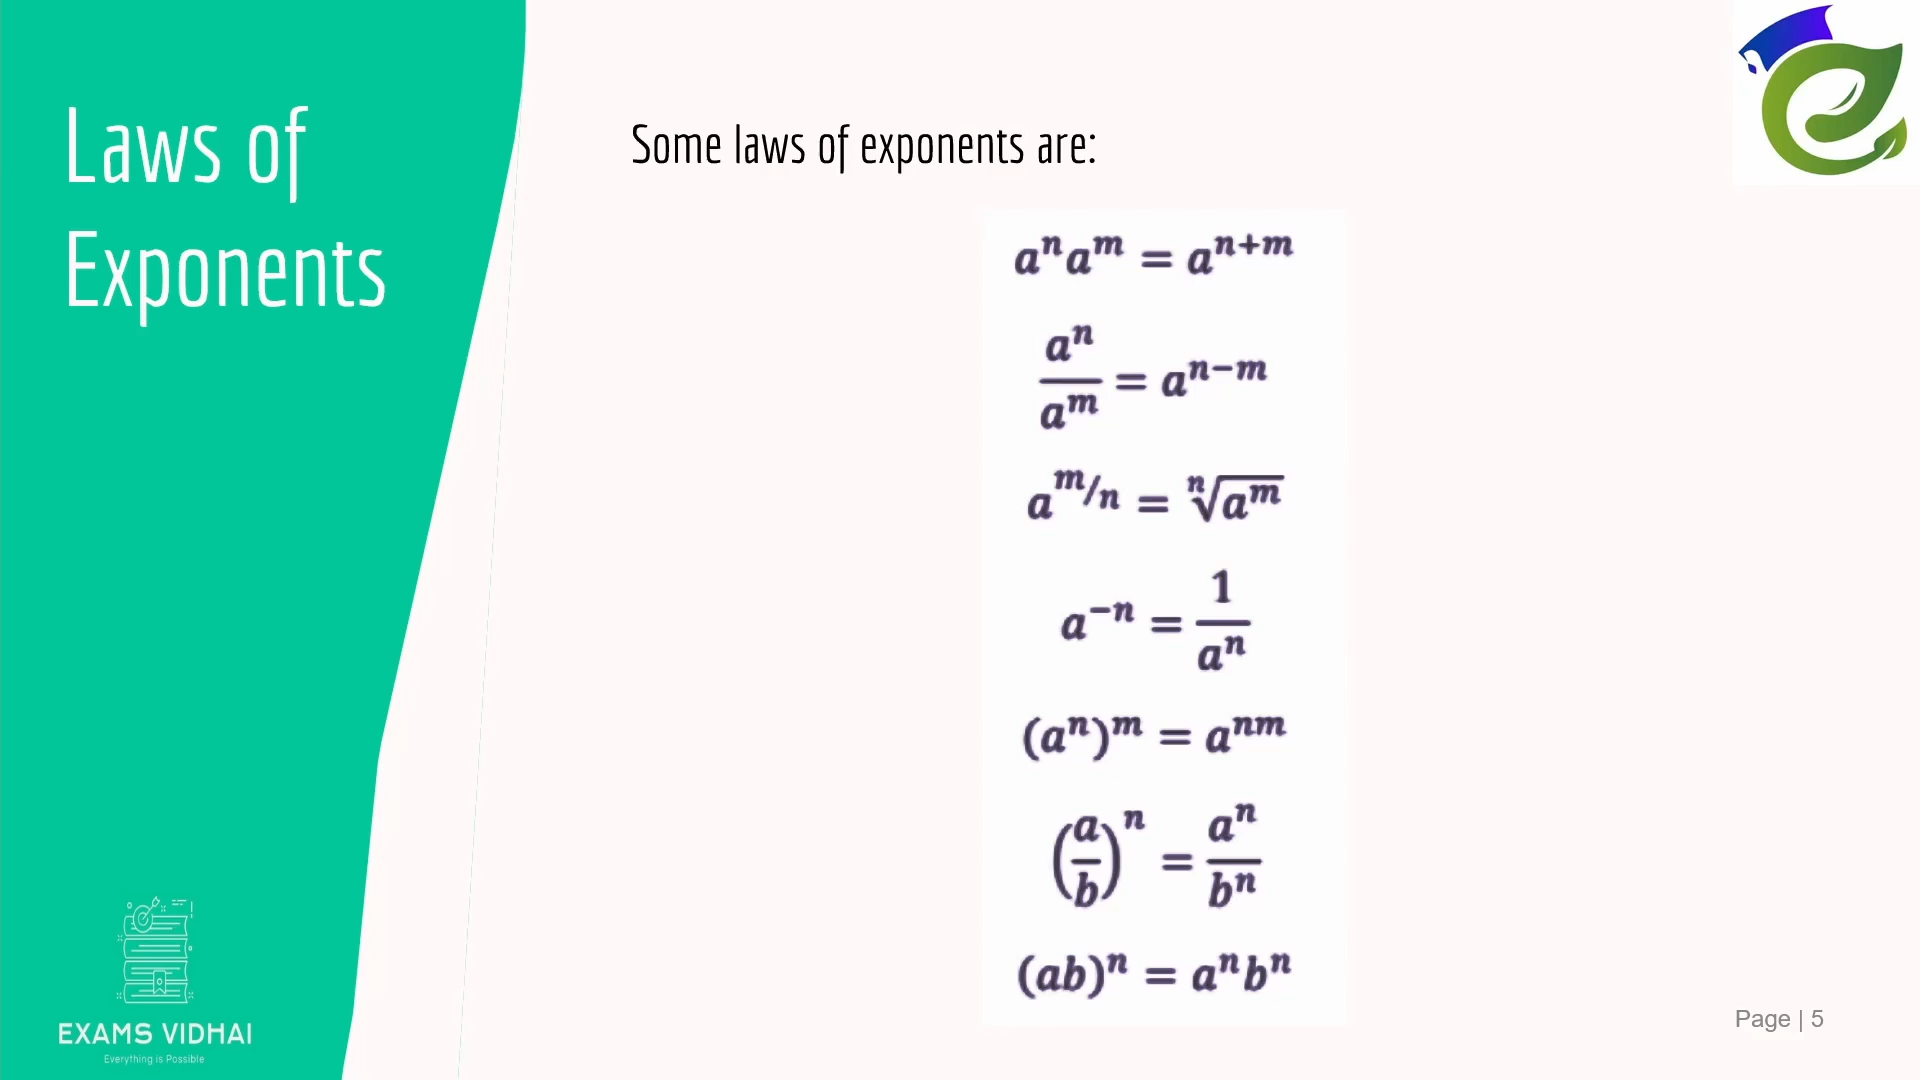 Laws of
Exponents
Some laws of exponents are:
aⁿaᵐ = aⁿ⁺ᵐ
aⁿ/aᵐ = aⁿ⁻ᵐ
a^(m/n) = ⁿ√(aᵐ)
a⁻ⁿ = 1/aⁿ
(aⁿ)ᵐ = aⁿᵐ
(a/b)ⁿ = aⁿ/bⁿ
(ab)ⁿ = aⁿbⁿ
EXAMS VIDHAI
Everything is Possible
Page | 5